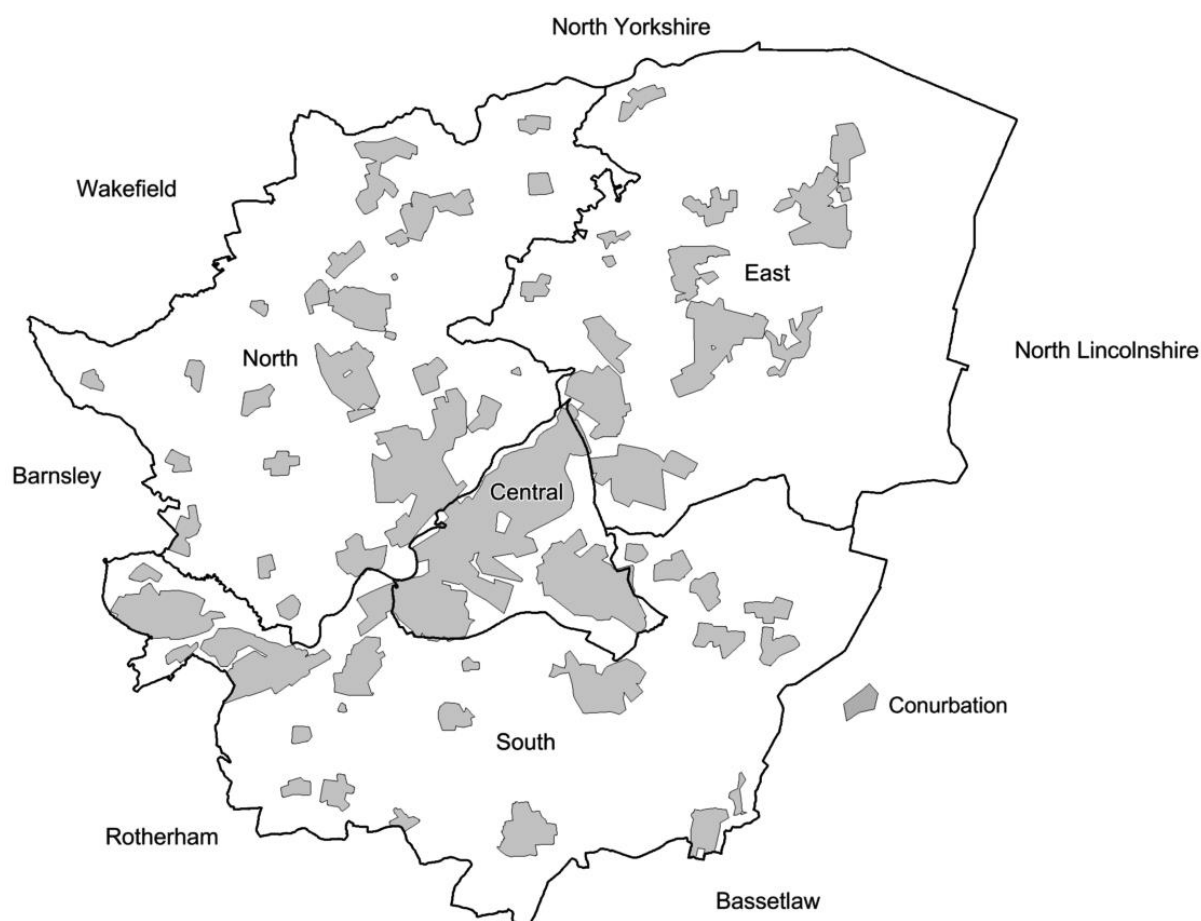 North Yorkshire
Wakefield
East
North Lincolnshire
North
Barnsley
Central
Conurbation
South
Rotherham
Bassetlaw